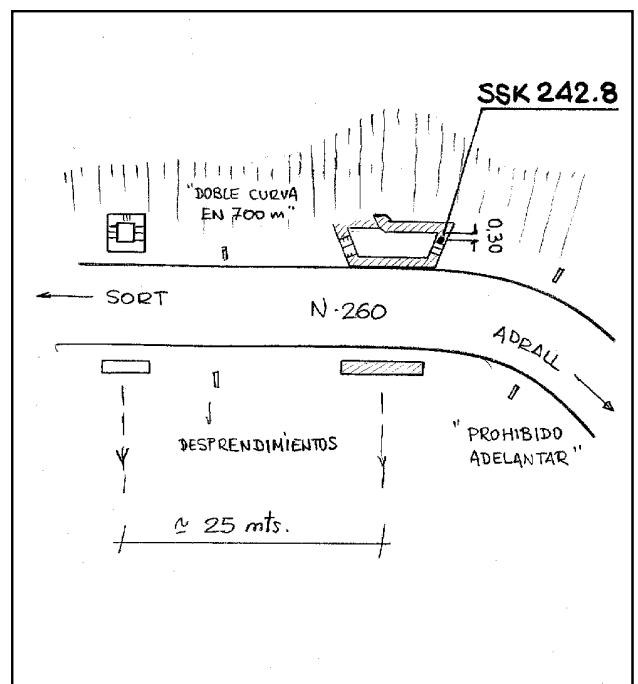 SSK 242.8
"DOBLE CURVA
EN 700 m"
0,30
SORT
N-260
ADRALL
DESPRENDIMIENTOS
"PROHIBIDO
ADELANTAR"
≃ 25 mts.